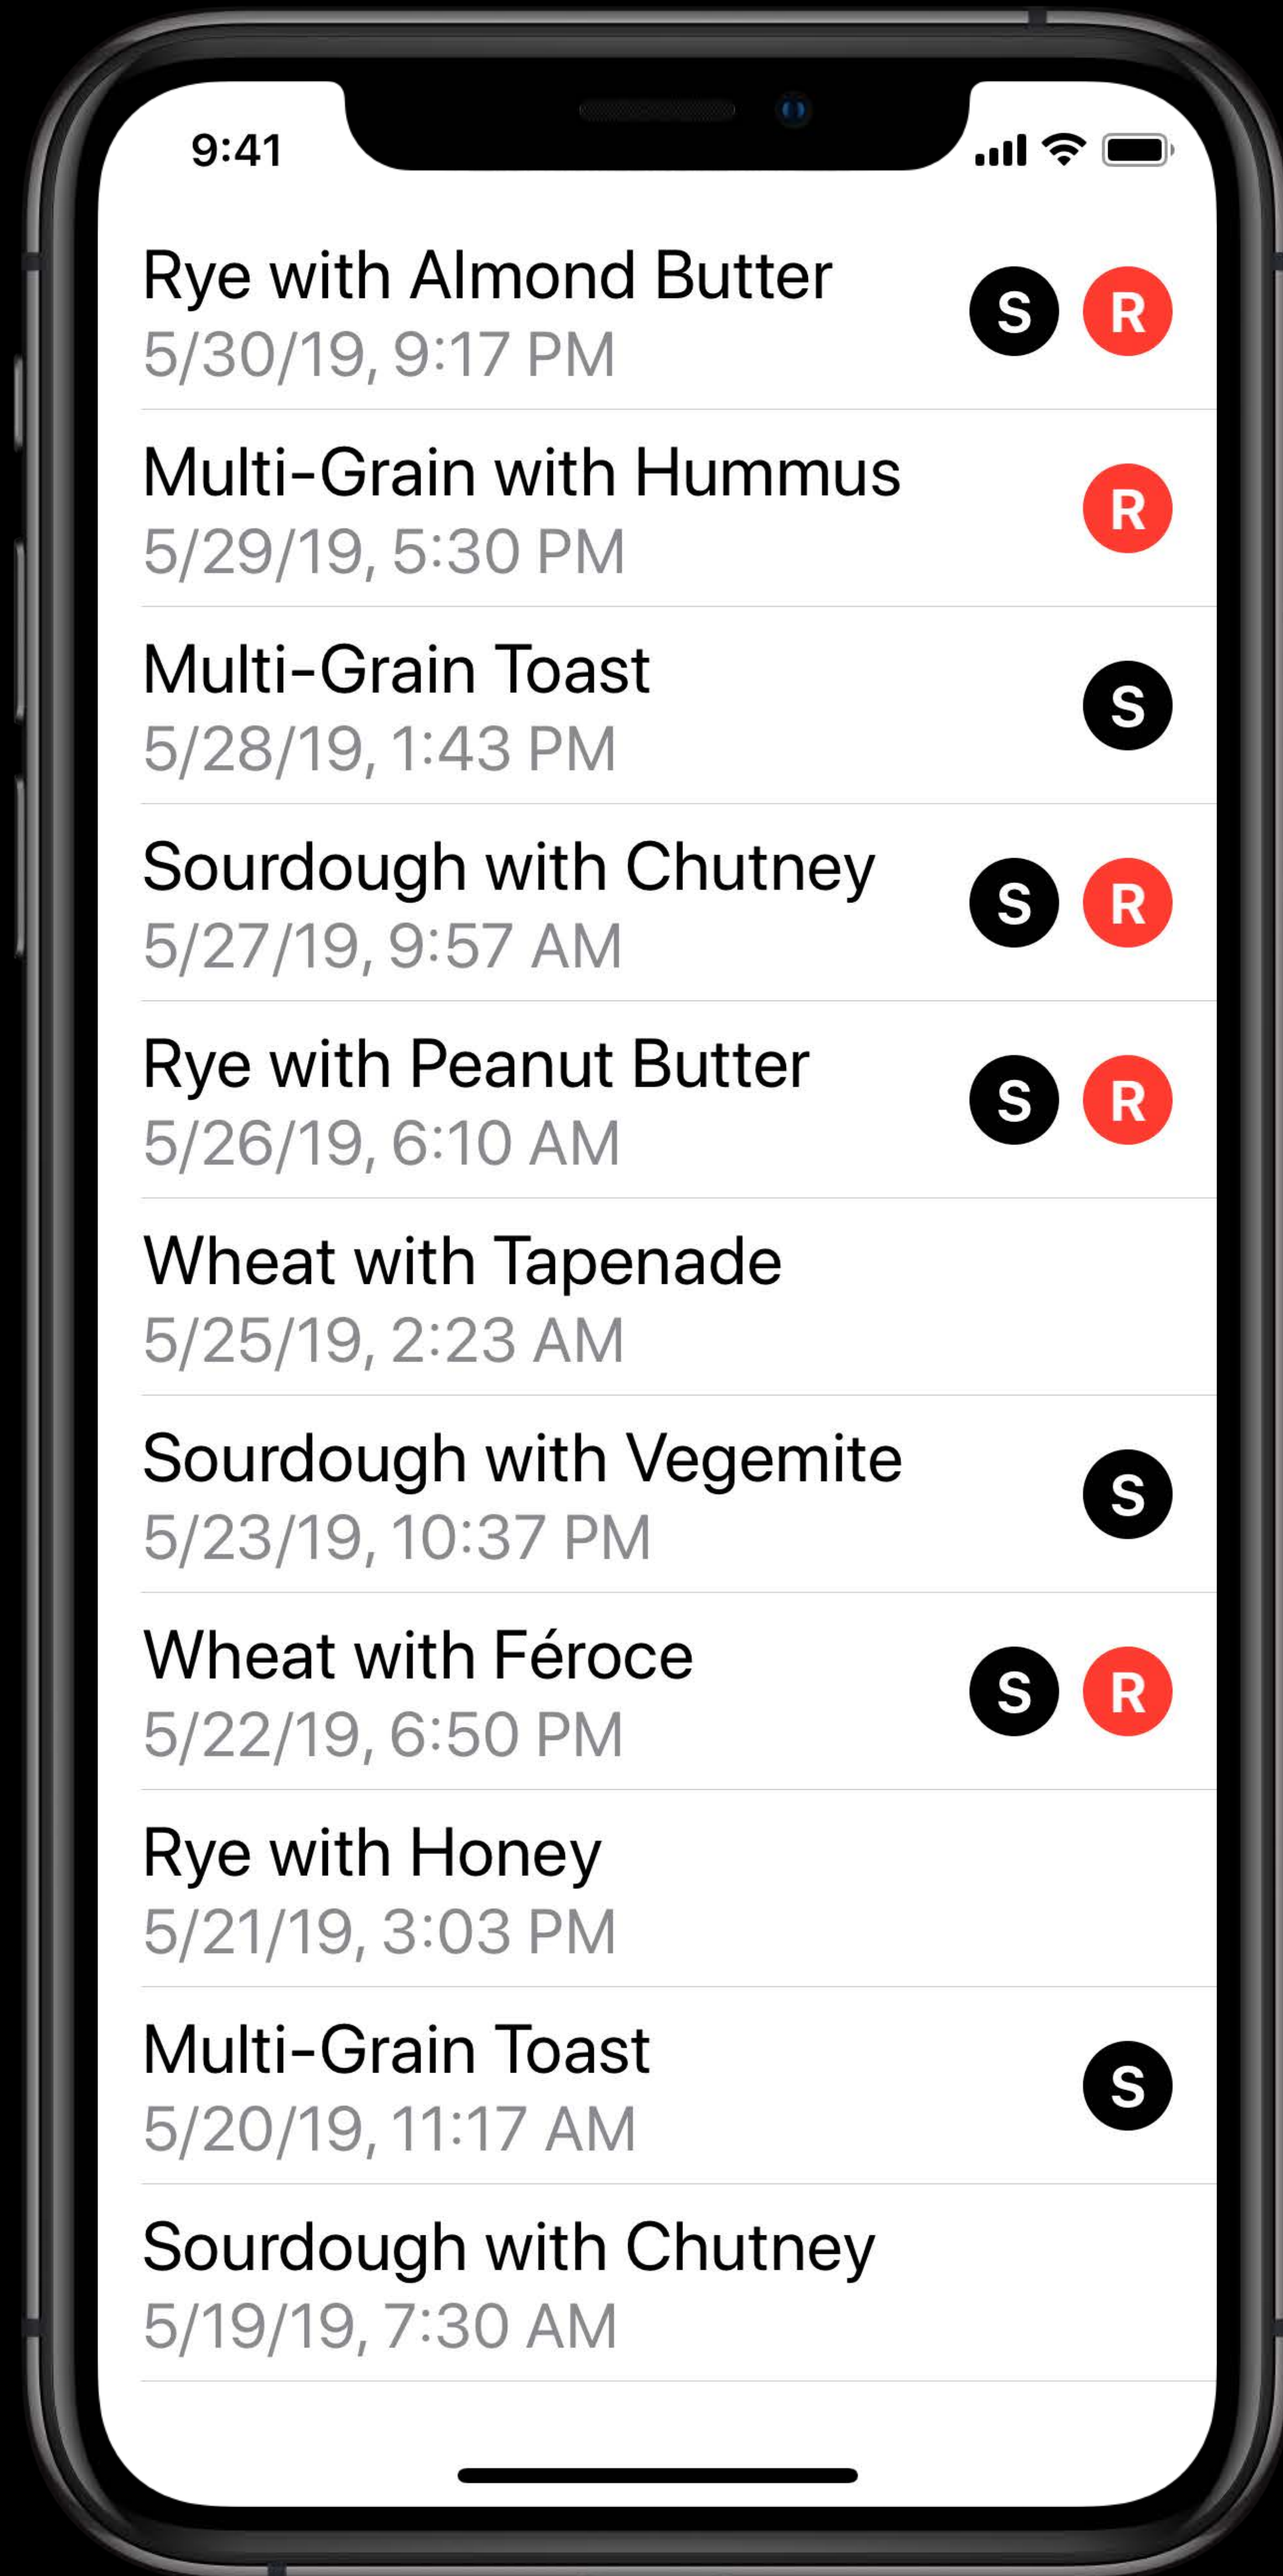 9:41
Rye with Almond Butter
5/30/19, 9:17 PM
S R
Multi-Grain with Hummus
5/29/19, 5:30 PM
R
Multi-Grain Toast
5/28/19, 1:43 PM
S
Sourdough with Chutney
5/27/19, 9:57 AM
S R
Rye with Peanut Butter
5/26/19, 6:10 AM
S R
Wheat with Tapenade
5/25/19, 2:23 AM
Sourdough with Vegemite
5/23/19, 10:37 PM
S
Wheat with Féroce
5/22/19, 6:50 PM
S R
Rye with Honey
5/21/19, 3:03 PM
Multi-Grain Toast
5/20/19, 11:17 AM
S
Sourdough with Chutney
5/19/19, 7:30 AM